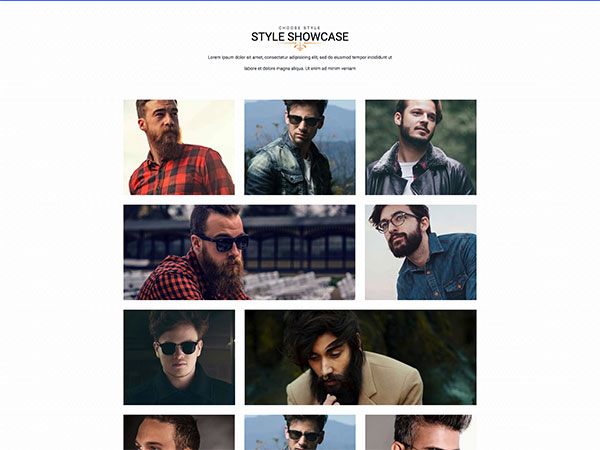 CHOOSE STYLE
STYLE SHOWCASE
Lorem ipsum dolor sit amet, consectetur adipisicing elit, sed do eiusmod tempor incididunt ut
labore et dolore magna aliqua. Ut enim ad minim veniam